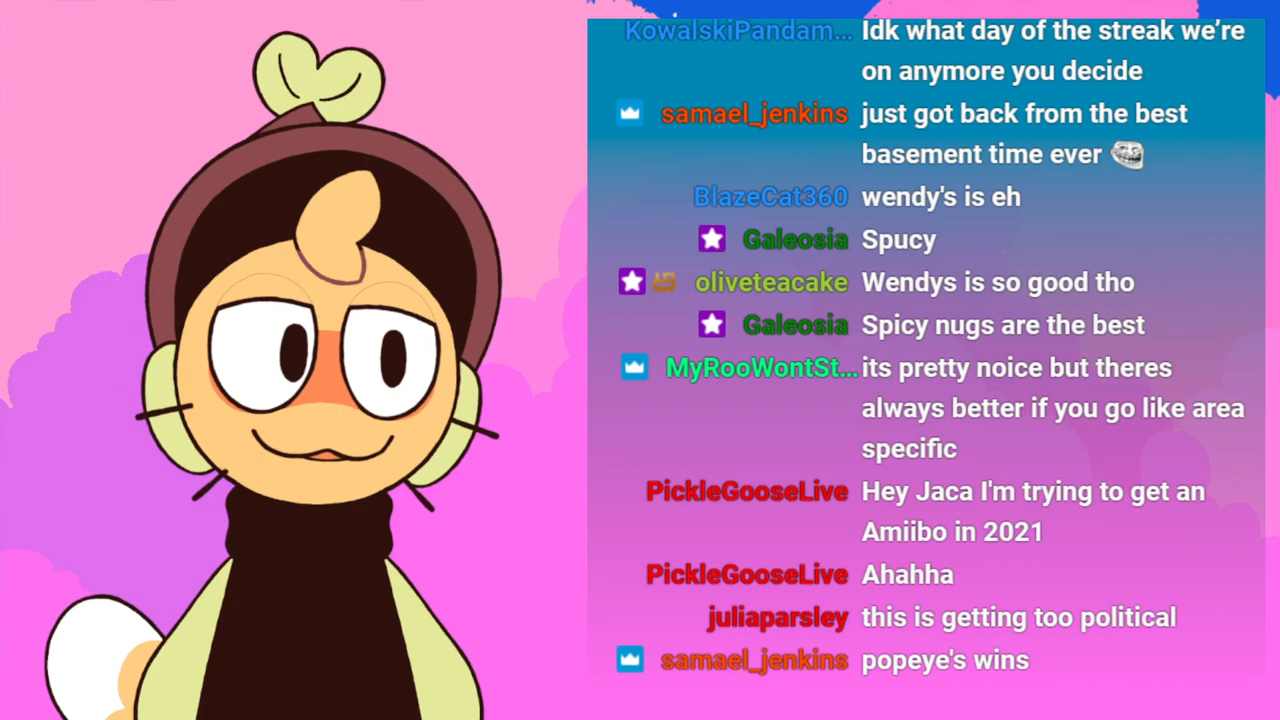 KowalskiPandam… Idk what day of the streak we’re
on anymore you decide
samael_jenkins just got back from the best
basement time ever
BlazeCat360 wendy's is eh
Galeosia Spucy
oliveteacake Wendys is so good tho
Galeosia Spicy nugs are the best
MyRooWontSt… its pretty noice but theres
always better if you go like area
specific
PickleGooseLive Hey Jaca I'm trying to get an
Amiibo in 2021
PickleGooseLive Ahahha
juliaparsley this is getting too political
samael_jenkins popeye's wins